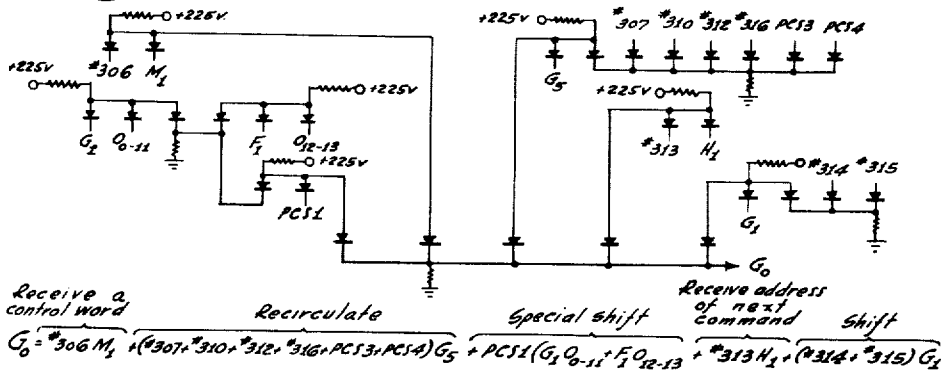 +225v. +225v. #307 #310 #312 #316 PCS3 PCS4
+225v #306 M₁ G₅ +225v
G₁ O₀₋₁₁ F₁ O₁₂₋₁₃ +225v #313 H₁
+225v #314 #315
PCS1 G₁
G₀
Receive a control word
Recirculate
Special shift
Receive address of next command
Shift
G₀ = #306 M₁ + (#307+#310+#312+#316+PCS3+PCS4) G₅ + PCS1 (G₁ O₀₋₁₁ + F₁ O₁₂₋₁₃ + #313 H₁ + (#314+#315) G₁